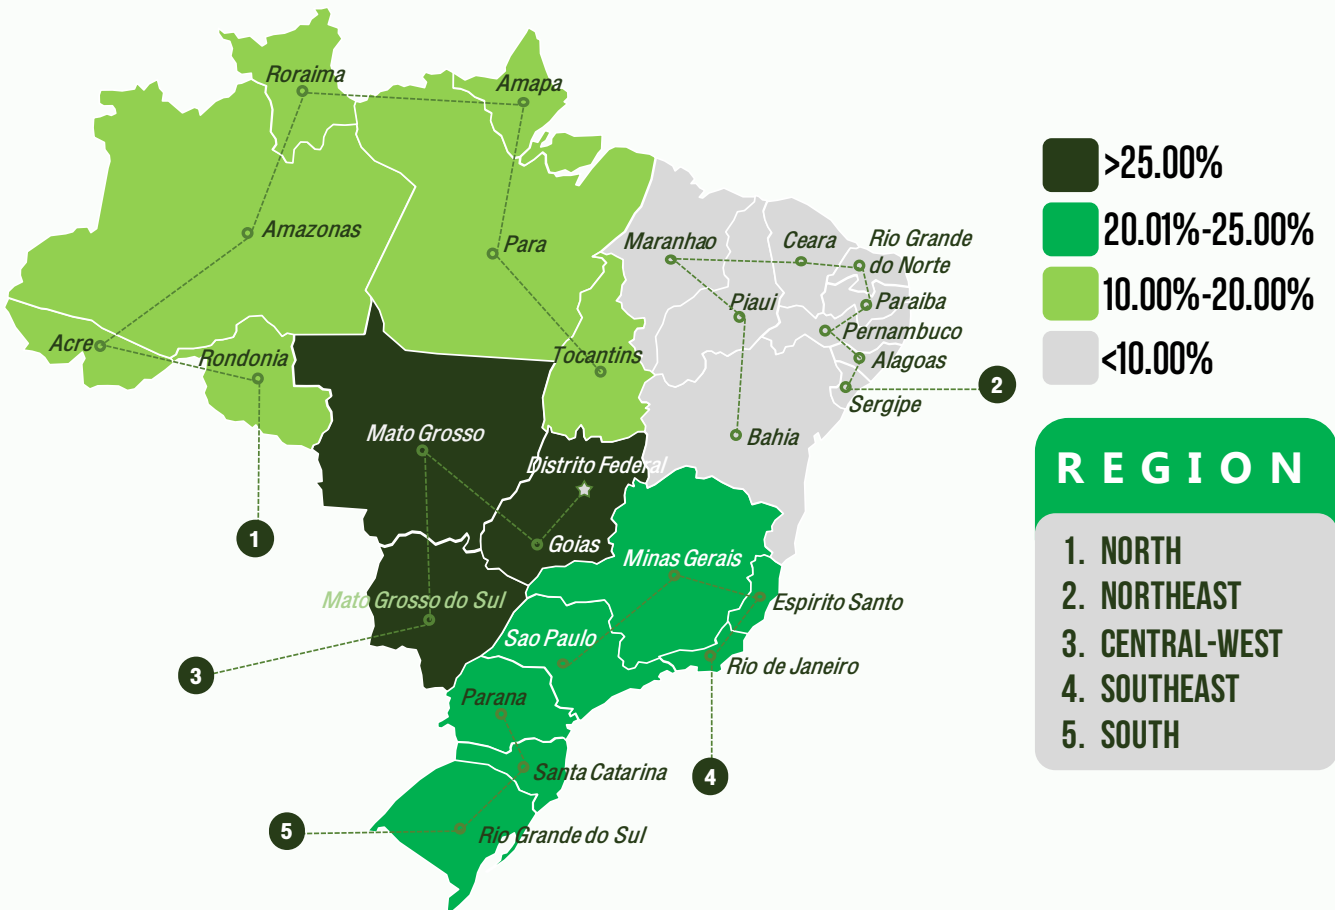 Roraima
Amapa
Amazonas
Para
Acre
Rondonia
Tocantins
Maranhao
Ceara
Rio Grande
do Norte
Piaui
Paraiba
Pernambuco
Alagoas
Sergipe
Bahia
Mato Grosso
Distrito Federal
Goias
Mato Grosso do Sul
Minas Gerais
Espirito Santo
Sao Paulo
Rio de Janeiro
Parana
Santa Catarina
Rio Grande do Sul
1
2
3
4
5
>25.00%
20.01%-25.00%
10.00%-20.00%
<10.00%
REGION
1. NORTH
2. NORTHEAST
3. CENTRAL-WEST
4. SOUTHEAST
5. SOUTH